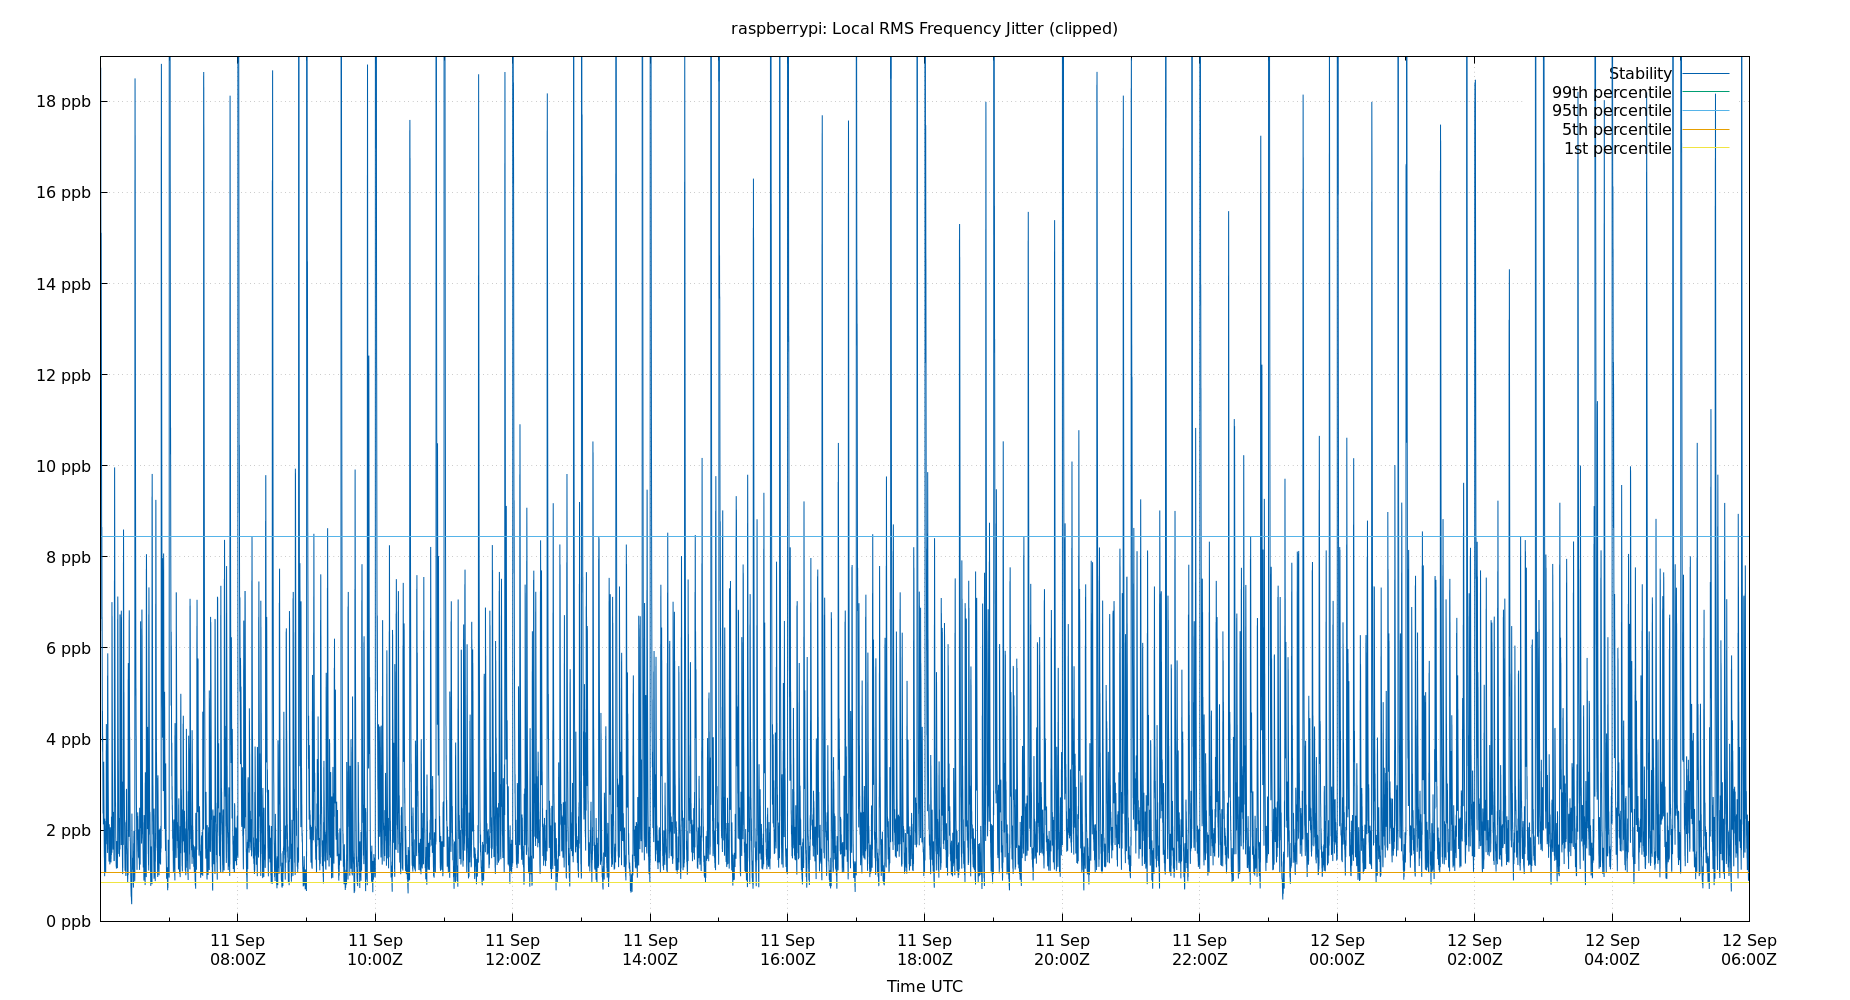 raspberrypi: Local RMS Frequency Jitter (clipped)
Stability
99th percentile
95th percentile
5th percentile
1st percentile
18 ppb
16 ppb
14 ppb
12 ppb
10 ppb
8 ppb
6 ppb
4 ppb
2 ppb
0 ppb
11 Sep
08:00Z
11 Sep
10:00Z
11 Sep
12:00Z
11 Sep
14:00Z
11 Sep
16:00Z
11 Sep
18:00Z
11 Sep
20:00Z
11 Sep
22:00Z
12 Sep
00:00Z
12 Sep
02:00Z
12 Sep
04:00Z
12 Sep
06:00Z
Time UTC